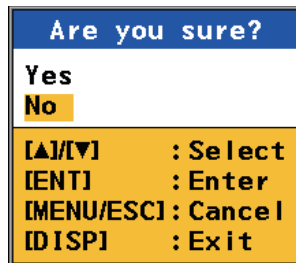 Are you sure?
Yes
No
[▲]/[▼] :Select
[ENT] :Enter
[MENU/ESC]:Cancel
[DISP] :Exit